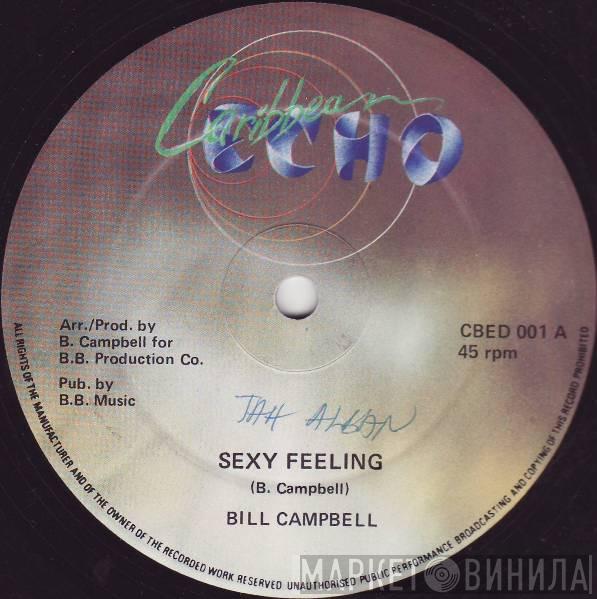 Caribbean
ECHO
Arr./Prod. by
B. Campbell for
B.B. Production Co.
Pub. by
B.B. Music
CBED 001 A
45 rpm
JAH ALBAN
SEXY FEELING
(B. Campbell)
BILL CAMPBELL
ALL RIGHTS OF THE MANUFACTURER AND OF THE OWNER OF THE RECORDED WORK RESERVED UNAUTHORISED PUBLIC PERFORMANCE BROADCASTING AND COPYING OF THIS RECORD PROHIBITED
МАРКЕТ ВИНИЛА